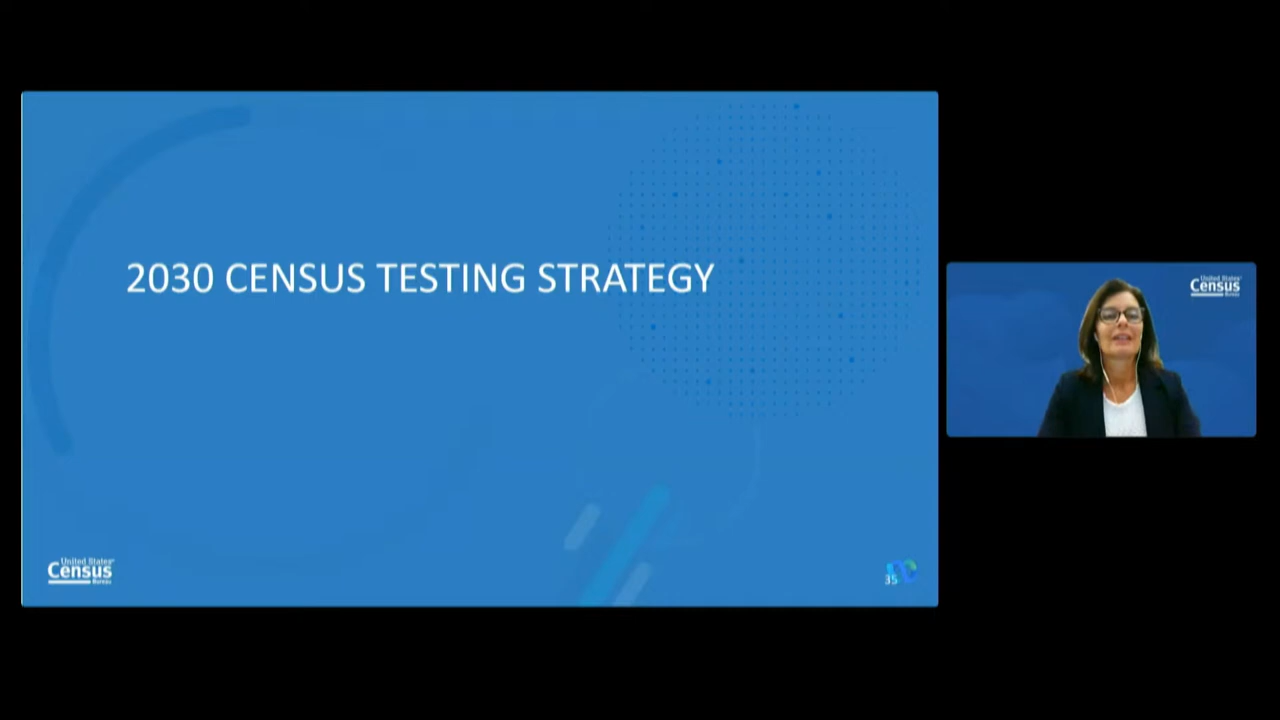 2030 CENSUS TESTING STRATEGY
United States
Census
Bureau
35
United States
Census
Bureau